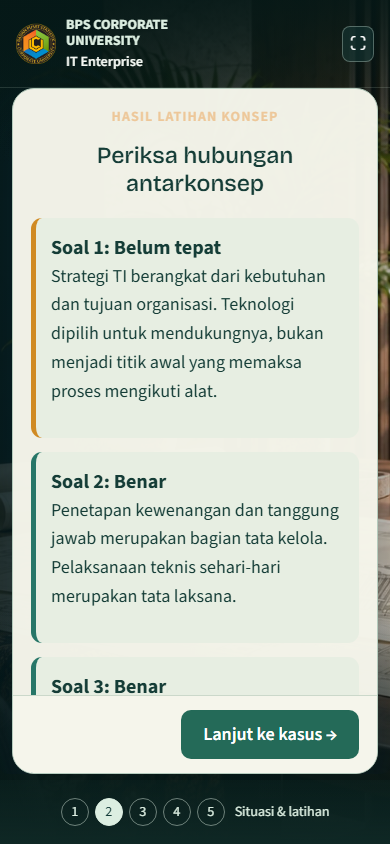 BPS CORPORATE
UNIVERSITY
IT Enterprise
HASIL LATIHAN KONSEP
Periksa hubungan
antarkonsep
Soal 1: Belum tepat
Strategi TI berangkat dari kebutuhan
dan tujuan organisasi. Teknologi
dipilih untuk mendukungnya, bukan
menjadi titik awal yang memaksa
proses mengikuti alat.
Soal 2: Benar
Penetapan kewenangan dan tanggung
jawab merupakan bagian tata kelola.
Pelaksanaan teknis sehari-hari
merupakan tata laksana.
Soal 3: Benar
Lanjut ke kasus →
1 2 3 4 5 Situasi & latihan